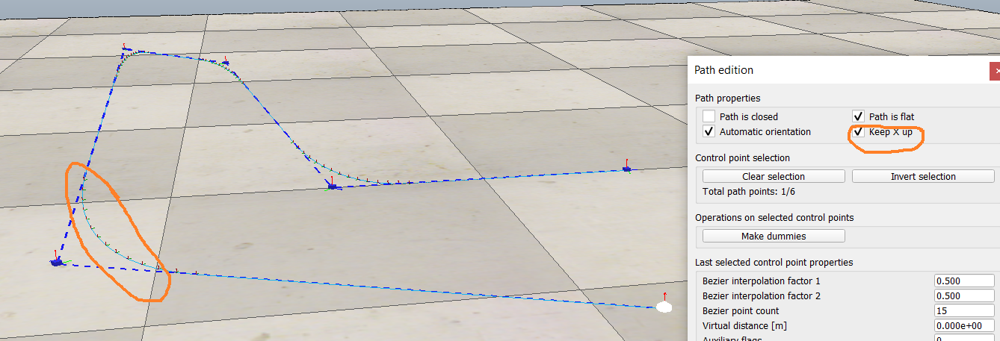 Path edition
Path properties
Path is closed
Path is flat
Automatic orientation
Keep X up
Control point selection
Clear selection
Invert selection
Total path points: 1/6
Operations on selected control points
Make dummies
Last selected control point properties
Bezier interpolation factor 1
0.500
Bezier interpolation factor 2
0.500
Bezier point count
15
Virtual distance [m]
0.000e+00
Auxiliary flags
0